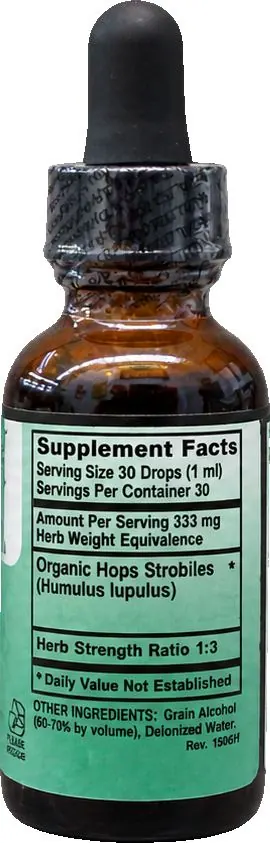 Supplement Facts
Serving Size 30 Drops (1 ml)
Servings Per Container 30
Amount Per Serving 333 mg
Herb Weight Equivalence
Organic Hops Strobiles *
(Humulus lupulus)
Herb Strength Ratio 1:3
* Daily Value Not Established
OTHER INGREDIENTS: Grain Alcohol
(60-70% by volume), Deionized Water.
Rev. 1506H
PLEASE
RECYCLE